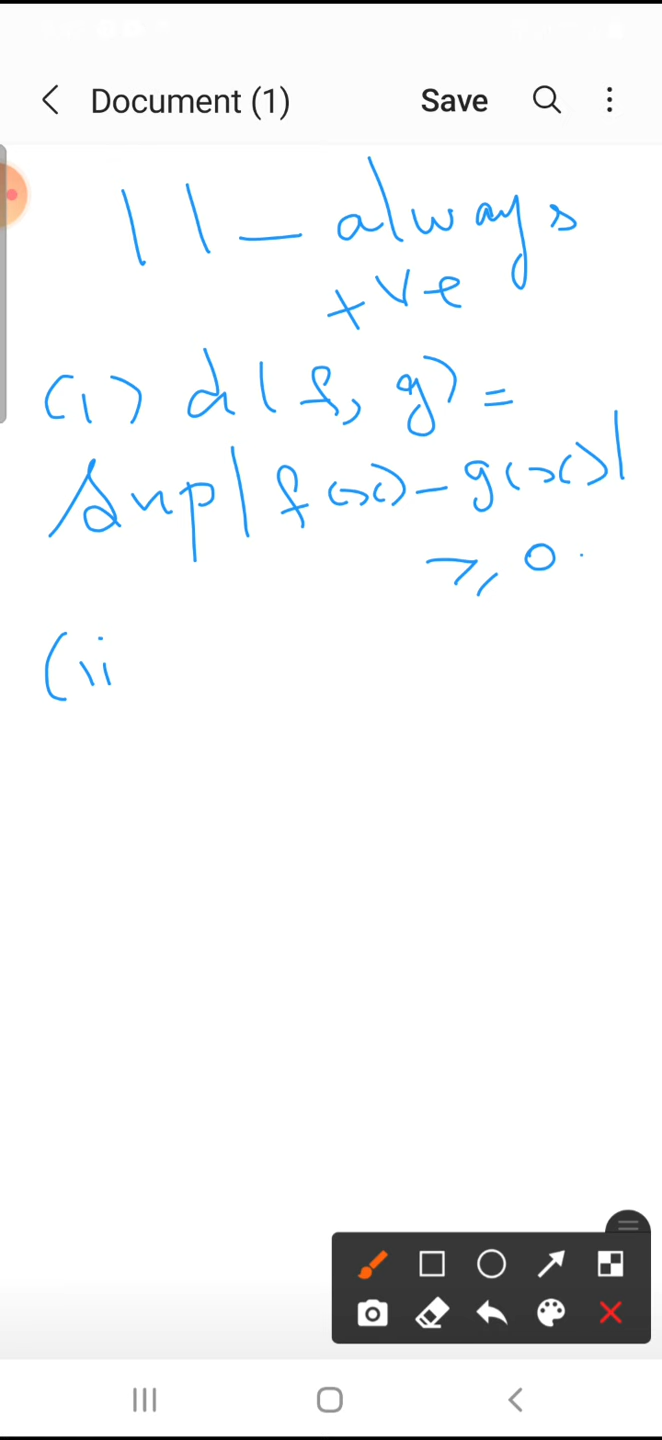 Document (1) Save
|| — always
+ve
(i) d(f, g) =
Sup|f(x) - g(x)|
≥ 0.
(ii